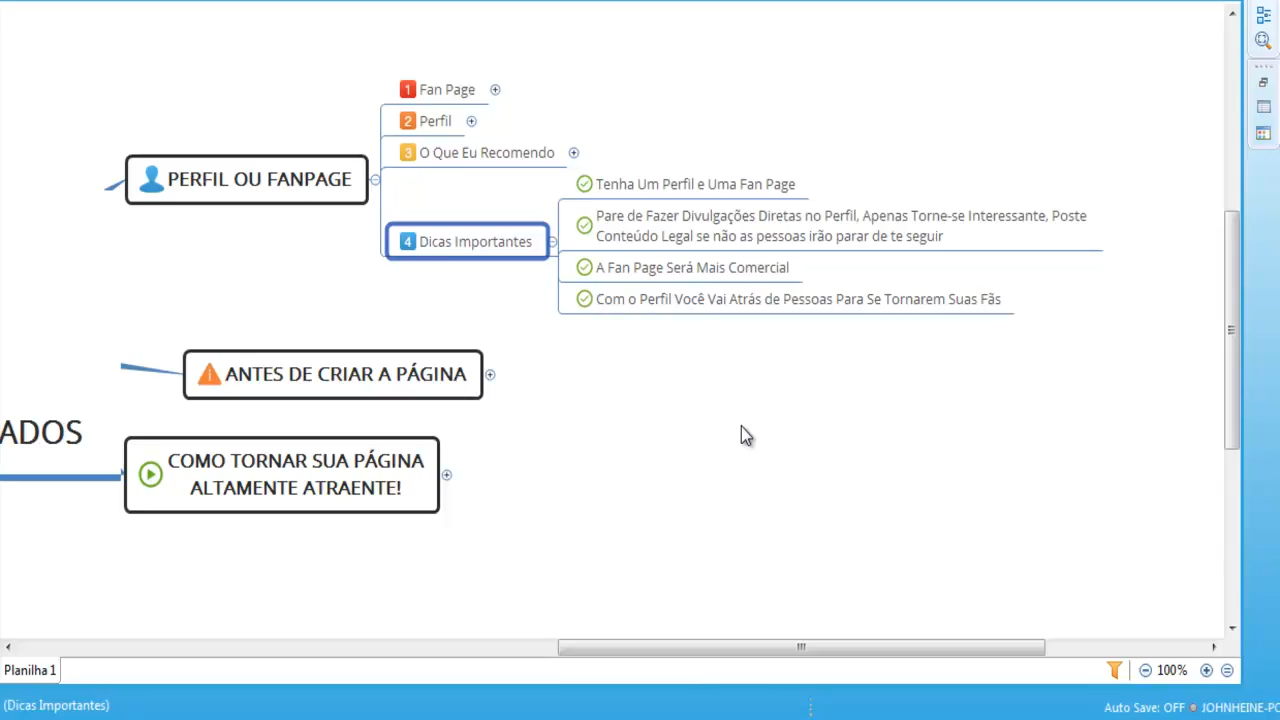 1 Fan Page
2 Perfil
3 O Que Eu Recomendo
PERFIL OU FANPAGE
4 Dicas Importantes
Tenha Um Perfil e Uma Fan Page
Pare de Fazer Divulgações Diretas no Perfil, Apenas Torne-se Interessante, Poste
Conteúdo Legal se não as pessoas irão parar de te seguir
A Fan Page Será Mais Comercial
Com o Perfil Você Vai Atrás de Pessoas Para Se Tornarem Suas Fãs
ANTES DE CRIAR A PÁGINA
ADOS
COMO TORNAR SUA PÁGINA
ALTAMENTE ATRAENTE!
Planilha 1
100%
(Dicas Importantes)
Auto Save: OFF
JOHNHEINE-PC